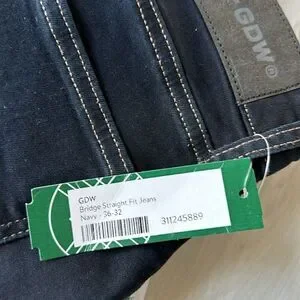 GDW®
GDW
Bridge Straight Fit Jeans
Navy - 36-32
311245889